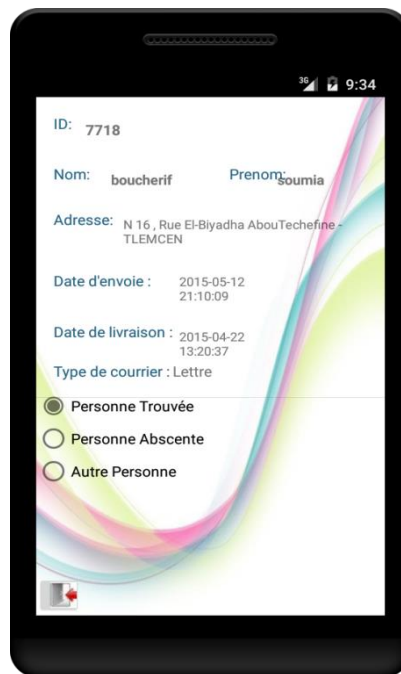 3G 9:34
ID: 7718
Nom: boucherif Prenom: soumia
Adresse: N 16 , Rue El-Biyadha AbouTechefine -
TLEMCEN
Date d'envoie : 2015-05-12
21:10:09
Date de livraison : 2015-04-22
13:20:37
Type de courrier : Lettre
Personne Trouvée
Personne Abscente
Autre Personne